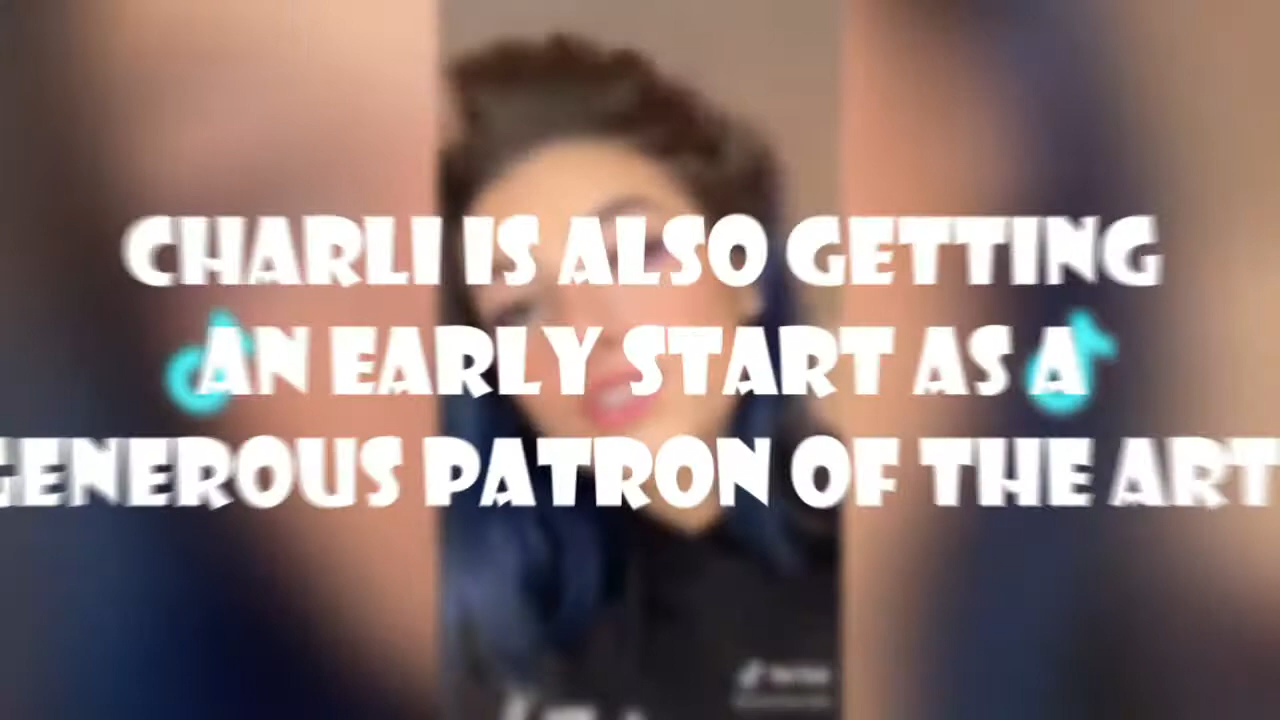 CHARLI IS ALSO GETTING
AN EARLY START AS A
GENEROUS PATRON OF THE ART